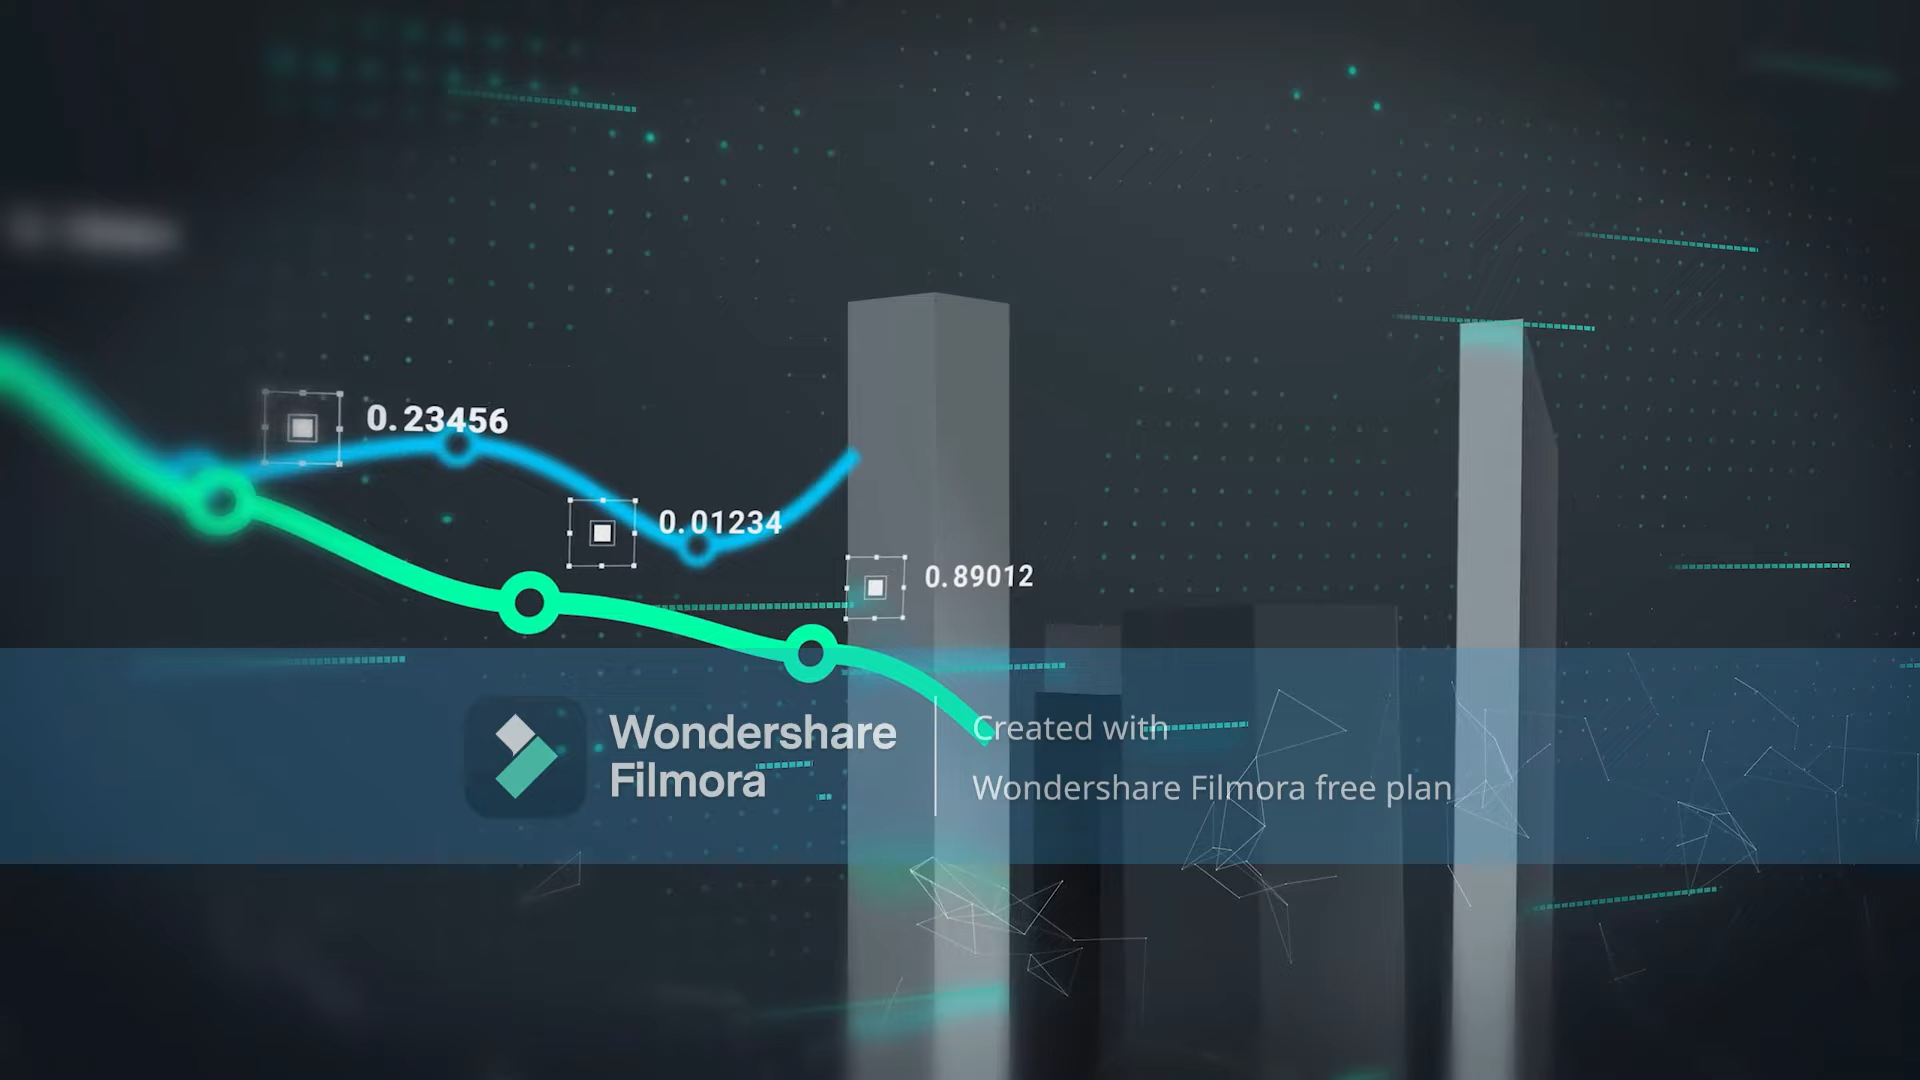 0.23456
0.01234
0.89012
Wondershare
Filmora
Created with
Wondershare Filmora free plan